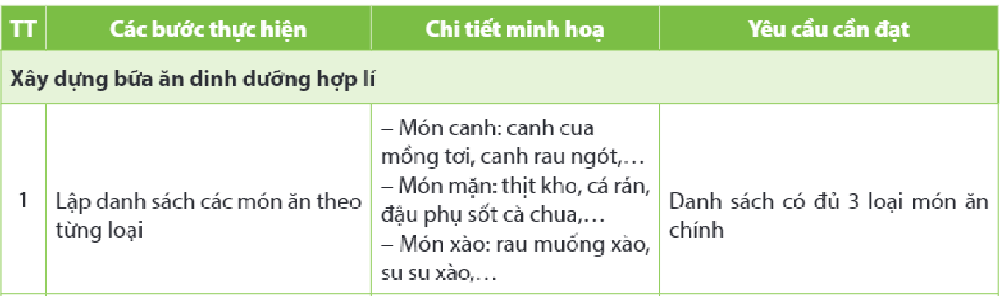 TT Các bước thực hiện Chi tiết minh hoạ Yêu cầu cần đạt
Xây dựng bữa ăn dinh dưỡng hợp lí
1
Lập danh sách các món ăn theo
từng loại
– Món canh: canh cua
mồng tơi, canh rau ngót,...
– Món mặn: thịt kho, cá rán,
đậu phụ sốt cà chua,...
– Món xào: rau muống xào,
su su xào,...
Danh sách có đủ 3 loại món ăn
chính